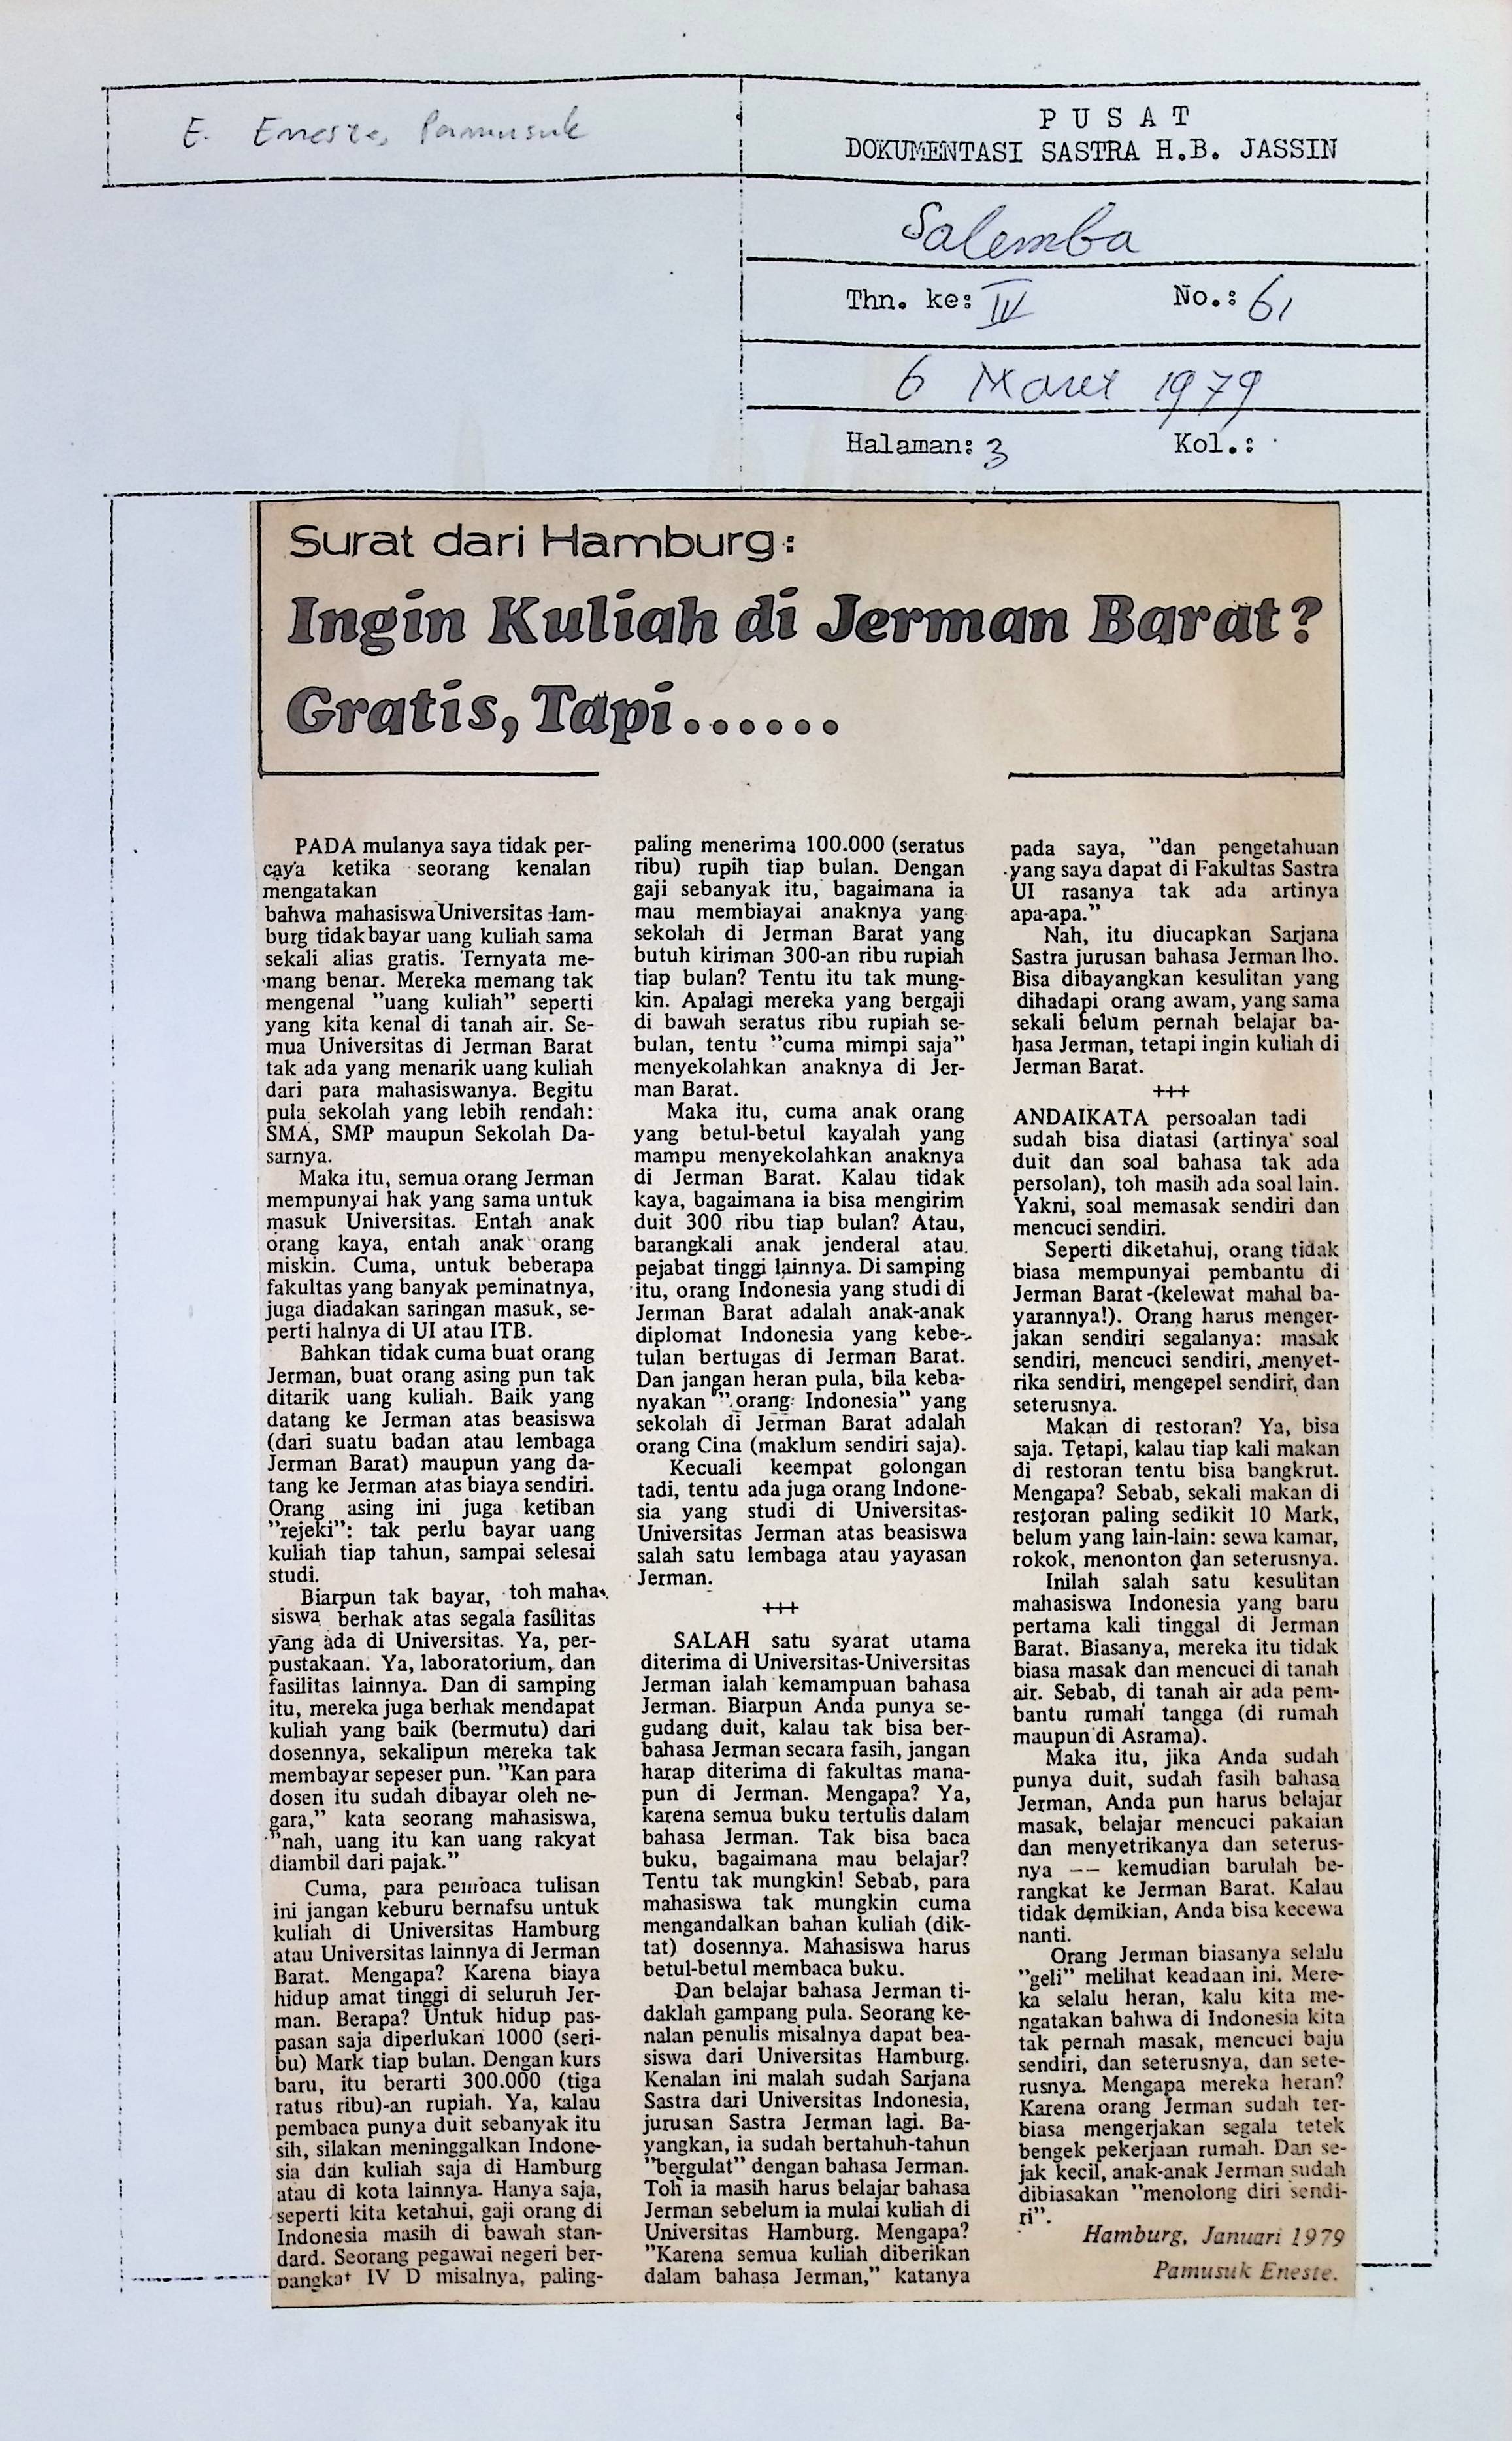 E. Eneste, Pamusuk
PUSAT
DOKUMENTASI SASTRA H.B. JASSIN
Salemba
Thn. ke: IV No.: 61
6 Maret 1979
Halaman: 3 Kol.:
Surat dari Hamburg:
Ingin Kuliah di Jerman Barat?
Gratis, Tapi......
PADA mulanya saya tidak per-
caya ketika seorang kenalan
mengatakan
bahwa mahasiswa Universitas Ham-
burg tidak bayar uang kuliah sama
sekali alias gratis. Ternyata me-
mang benar. Mereka memang tak
mengenal "uang kuliah" seperti
yang kita kenal di tanah air. Se-
mua Universitas di Jerman Barat
tak ada yang menarik uang kuliah
dari para mahasiswanya. Begitu
pula sekolah yang lebih rendah:
SMA, SMP maupun Sekolah Da-
sarnya.
Maka itu, semua orang Jerman
mempunyai hak yang sama untuk
masuk Universitas. Entah anak
orang kaya, entah anak orang
miskin. Cuma, untuk beberapa
fakultas yang banyak peminatnya,
juga diadakan saringan masuk, se-
perti halnya di UI atau ITB.
Bahkan tidak cuma buat orang
Jerman, buat orang asing pun tak
ditarik uang kuliah. Baik yang
datang ke Jerman atas beasiswa
(dari suatu badan atau lembaga
Jerman Barat) maupun yang da-
tang ke Jerman atas biaya sendiri.
Orang asing ini juga ketiban
"rejeki": tak perlu bayar uang
kuliah tiap tahun, sampai selesai
studi.
Biarpun tak bayar, toh maha-
siswa berhak atas segala fasilitas
yang ada di Universitas. Ya, per-
pustakaan. Ya, laboratorium, dan
fasilitas lainnya. Dan di samping
itu, mereka juga berhak mendapat
kuliah yang baik (bermutu) dari
dosennya, sekalipun mereka tak
membayar sepeser pun. "Kan para
dosen itu sudah dibayar oleh ne-
gara," kata seorang mahasiswa,
"nah, uang itu kan uang rakyat
diambil dari pajak."
Cuma, para pembaca tulisan
ini jangan keburu bernafsu untuk
kuliah di Universitas Hamburg
atau Universitas lainnya di Jerman
Barat. Mengapa? Karena biaya
hidup amat tinggi di seluruh Jer-
man. Berapa? Untuk hidup pas-
pasan saja diperlukan 1000 (seri-
bu) Mark tiap bulan. Dengan kurs
baru, itu berarti 300.000 (tiga
ratus ribu)-an rupiah. Ya, kalau
pembaca punya duit sebanyak itu
sih, silakan meninggalkan Indone-
sia dan kuliah saja di Hamburg
atau di kota lainnya. Hanya saja,
seperti kita ketahui, gaji orang di
Indonesia masih di bawah stan-
dard. Seorang pegawai negeri ber-
pangkat IV D misalnya, paling-
paling menerima 100.000 (seratus
ribu) rupih tiap bulan. Dengan
gaji sebanyak itu, bagaimana ia
mau membiayai anaknya yang
sekolah di Jerman Barat yang
butuh kiriman 300-an ribu rupiah
tiap bulan? Tentu itu tak mung-
kin. Apalagi mereka yang bergaji
di bawah seratus ribu rupiah se-
bulan, tentu "cuma mimpi saja"
menyekolahkan anaknya di Jer-
man Barat.
Maka itu, cuma anak orang
yang betul-betul kayalah yang
mampu menyekolahkan anaknya
di Jerman Barat. Kalau tidak
kaya, bagaimana ia bisa mengirim
duit 300 ribu tiap bulan? Atau,
barangkali anak jenderal atau
pejabat tinggi lainnya. Di samping
itu, orang Indonesia yang studi di
Jerman Barat adalah anak-anak
diplomat Indonesia yang kebe-
tulan bertugas di Jerman Barat.
Dan jangan heran pula, bila keba-
nyakan "orang Indonesia" yang
sekolah di Jerman Barat adalah
orang Cina (maklum sendiri saja).
Kecuali keempat golongan
tadi, tentu ada juga orang Indone-
sia yang studi di Universitas-
Universitas Jerman atas beasiswa
salah satu lembaga atau yayasan
Jerman.
+++
SALAH satu syarat utama
diterima di Universitas-Universitas
Jerman ialah kemampuan bahasa
Jerman. Biarpun Anda punya se-
gudang duit, kalau tak bisa ber-
bahasa Jerman secara fasih, jangan
harap diterima di fakultas mana-
pun di Jerman. Mengapa? Ya,
karena semua buku tertulis dalam
bahasa Jerman. Tak bisa baca
buku, bagaimana mau belajar?
Tentu tak mungkin! Sebab, para
mahasiswa tak mungkin cuma
mengandalkan bahan kuliah (dik-
tat) dosennya. Mahasiswa harus
betul-betul membaca buku.
Dan belajar bahasa Jerman ti-
daklah gampang pula. Seorang ke-
nalan penulis misalnya dapat bea-
siswa dari Universitas Hamburg.
Kenalan ini malah sudah Sarjana
Sastra dari Universitas Indonesia,
jurusan Sastra Jerman lagi. Ba-
yangkan, ia sudah bertahuh-tahun
"bergulat" dengan bahasa Jerman.
Toh ia masih harus belajar bahasa
Jerman sebelum ia mulai kuliah di
Universitas Hamburg. Mengapa?
"Karena semua kuliah diberikan
dalam bahasa Jerman," katanya
pada saya, "dan pengetahuan
yang saya dapat di Fakultas Sastra
UI rasanya tak ada artinya
apa-apa."
Nah, itu diucapkan Sarjana
Sastra jurusan bahasa Jerman lho.
Bisa dibayangkan kesulitan yang
dihadapi orang awam, yang sama
sekali belum pernah belajar ba-
hasa Jerman, tetapi ingin kuliah di
Jerman Barat.
+++
ANDAIKATA persoalan tadi
sudah bisa diatasi (artinya soal
duit dan soal bahasa tak ada
persolan), toh masih ada soal lain.
Yakni, soal memasak sendiri dan
mencuci sendiri.
Seperti diketahui, orang tidak
biasa mempunyai pembantu di
Jerman Barat (kelewat mahal ba-
yarannya!). Orang harus menger-
jakan sendiri segalanya: masak
sendiri, mencuci sendiri, menyet-
rika sendiri, mengepel sendiri, dan
seterusnya.
Makan di restoran? Ya, bisa
saja. Tetapi, kalau tiap kali makan
di restoran tentu bisa bangkrut.
Mengapa? Sebab, sekali makan di
restoran paling sedikit 10 Mark,
belum yang lain-lain: sewa kamar,
rokok, menonton dan seterusnya.
Inilah salah satu kesulitan
mahasiswa Indonesia yang baru
pertama kali tinggal di Jerman
Barat. Biasanya, mereka itu tidak
biasa masak dan mencuci di tanah
air. Sebab, di tanah air ada pem-
bantu rumah tangga (di rumah
maupun di Asrama).
Maka itu, jika Anda sudah
punya duit, sudah fasih bahasa
Jerman, Anda pun harus belajar
masak, belajar mencuci pakaian
dan menyetrikanya dan seterus-
nya -- kemudian barulah be-
rangkat ke Jerman Barat. Kalau
tidak demikian, Anda bisa kecewa
nanti.
Orang Jerman biasanya selalu
"geli" melihat keadaan ini. Mere-
ka selalu heran, kalu kita me-
ngatakan bahwa di Indonesia kita
tak pernah masak, mencuci baju
sendiri, dan seterusnya, dan sete-
rusnya. Mengapa mereka heran?
Karena orang Jerman sudah ter-
biasa mengerjakan segala tetek
bengek pekerjaan rumah. Dan se-
jak kecil, anak-anak Jerman sudah
dibiasakan "menolong diri sendi-
ri".
Hamburg, Januari 1979
Pamusuk Eneste.